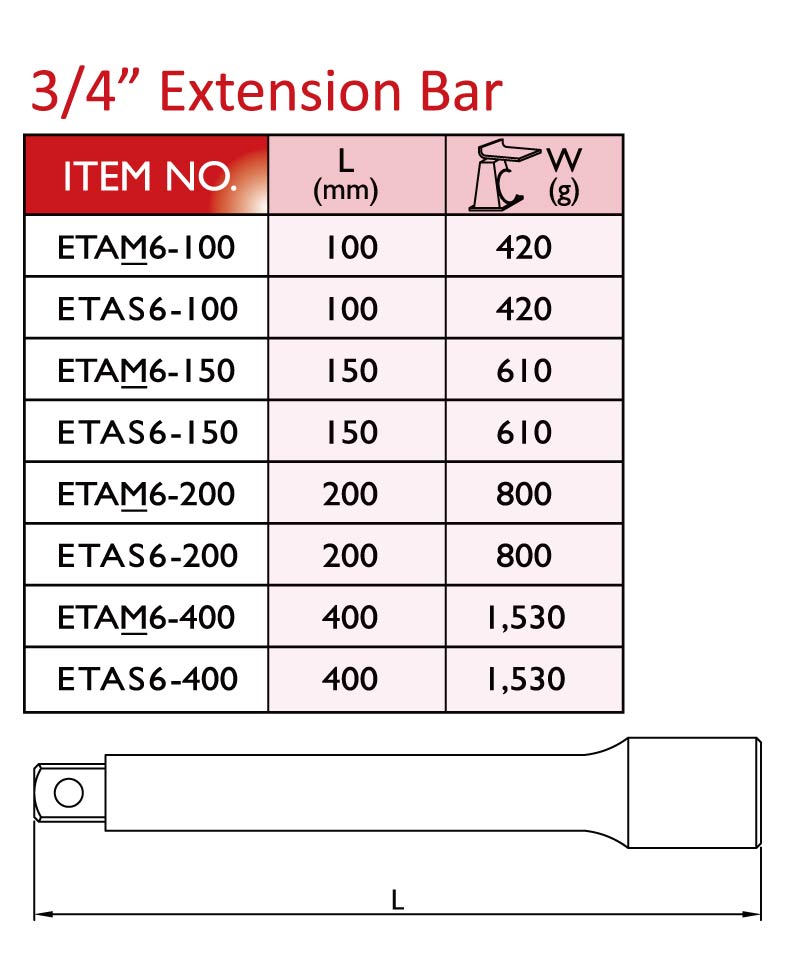 3/4” Extension Bar
ITEM NO. L (mm) W (g)
ETAM6-100 100 420
ETAS6-100 100 420
ETAM6-150 150 610
ETAS6-150 150 610
ETAM6-200 200 800
ETAS6-200 200 800
ETAM6-400 400 1,530
ETAS6-400 400 1,530
L